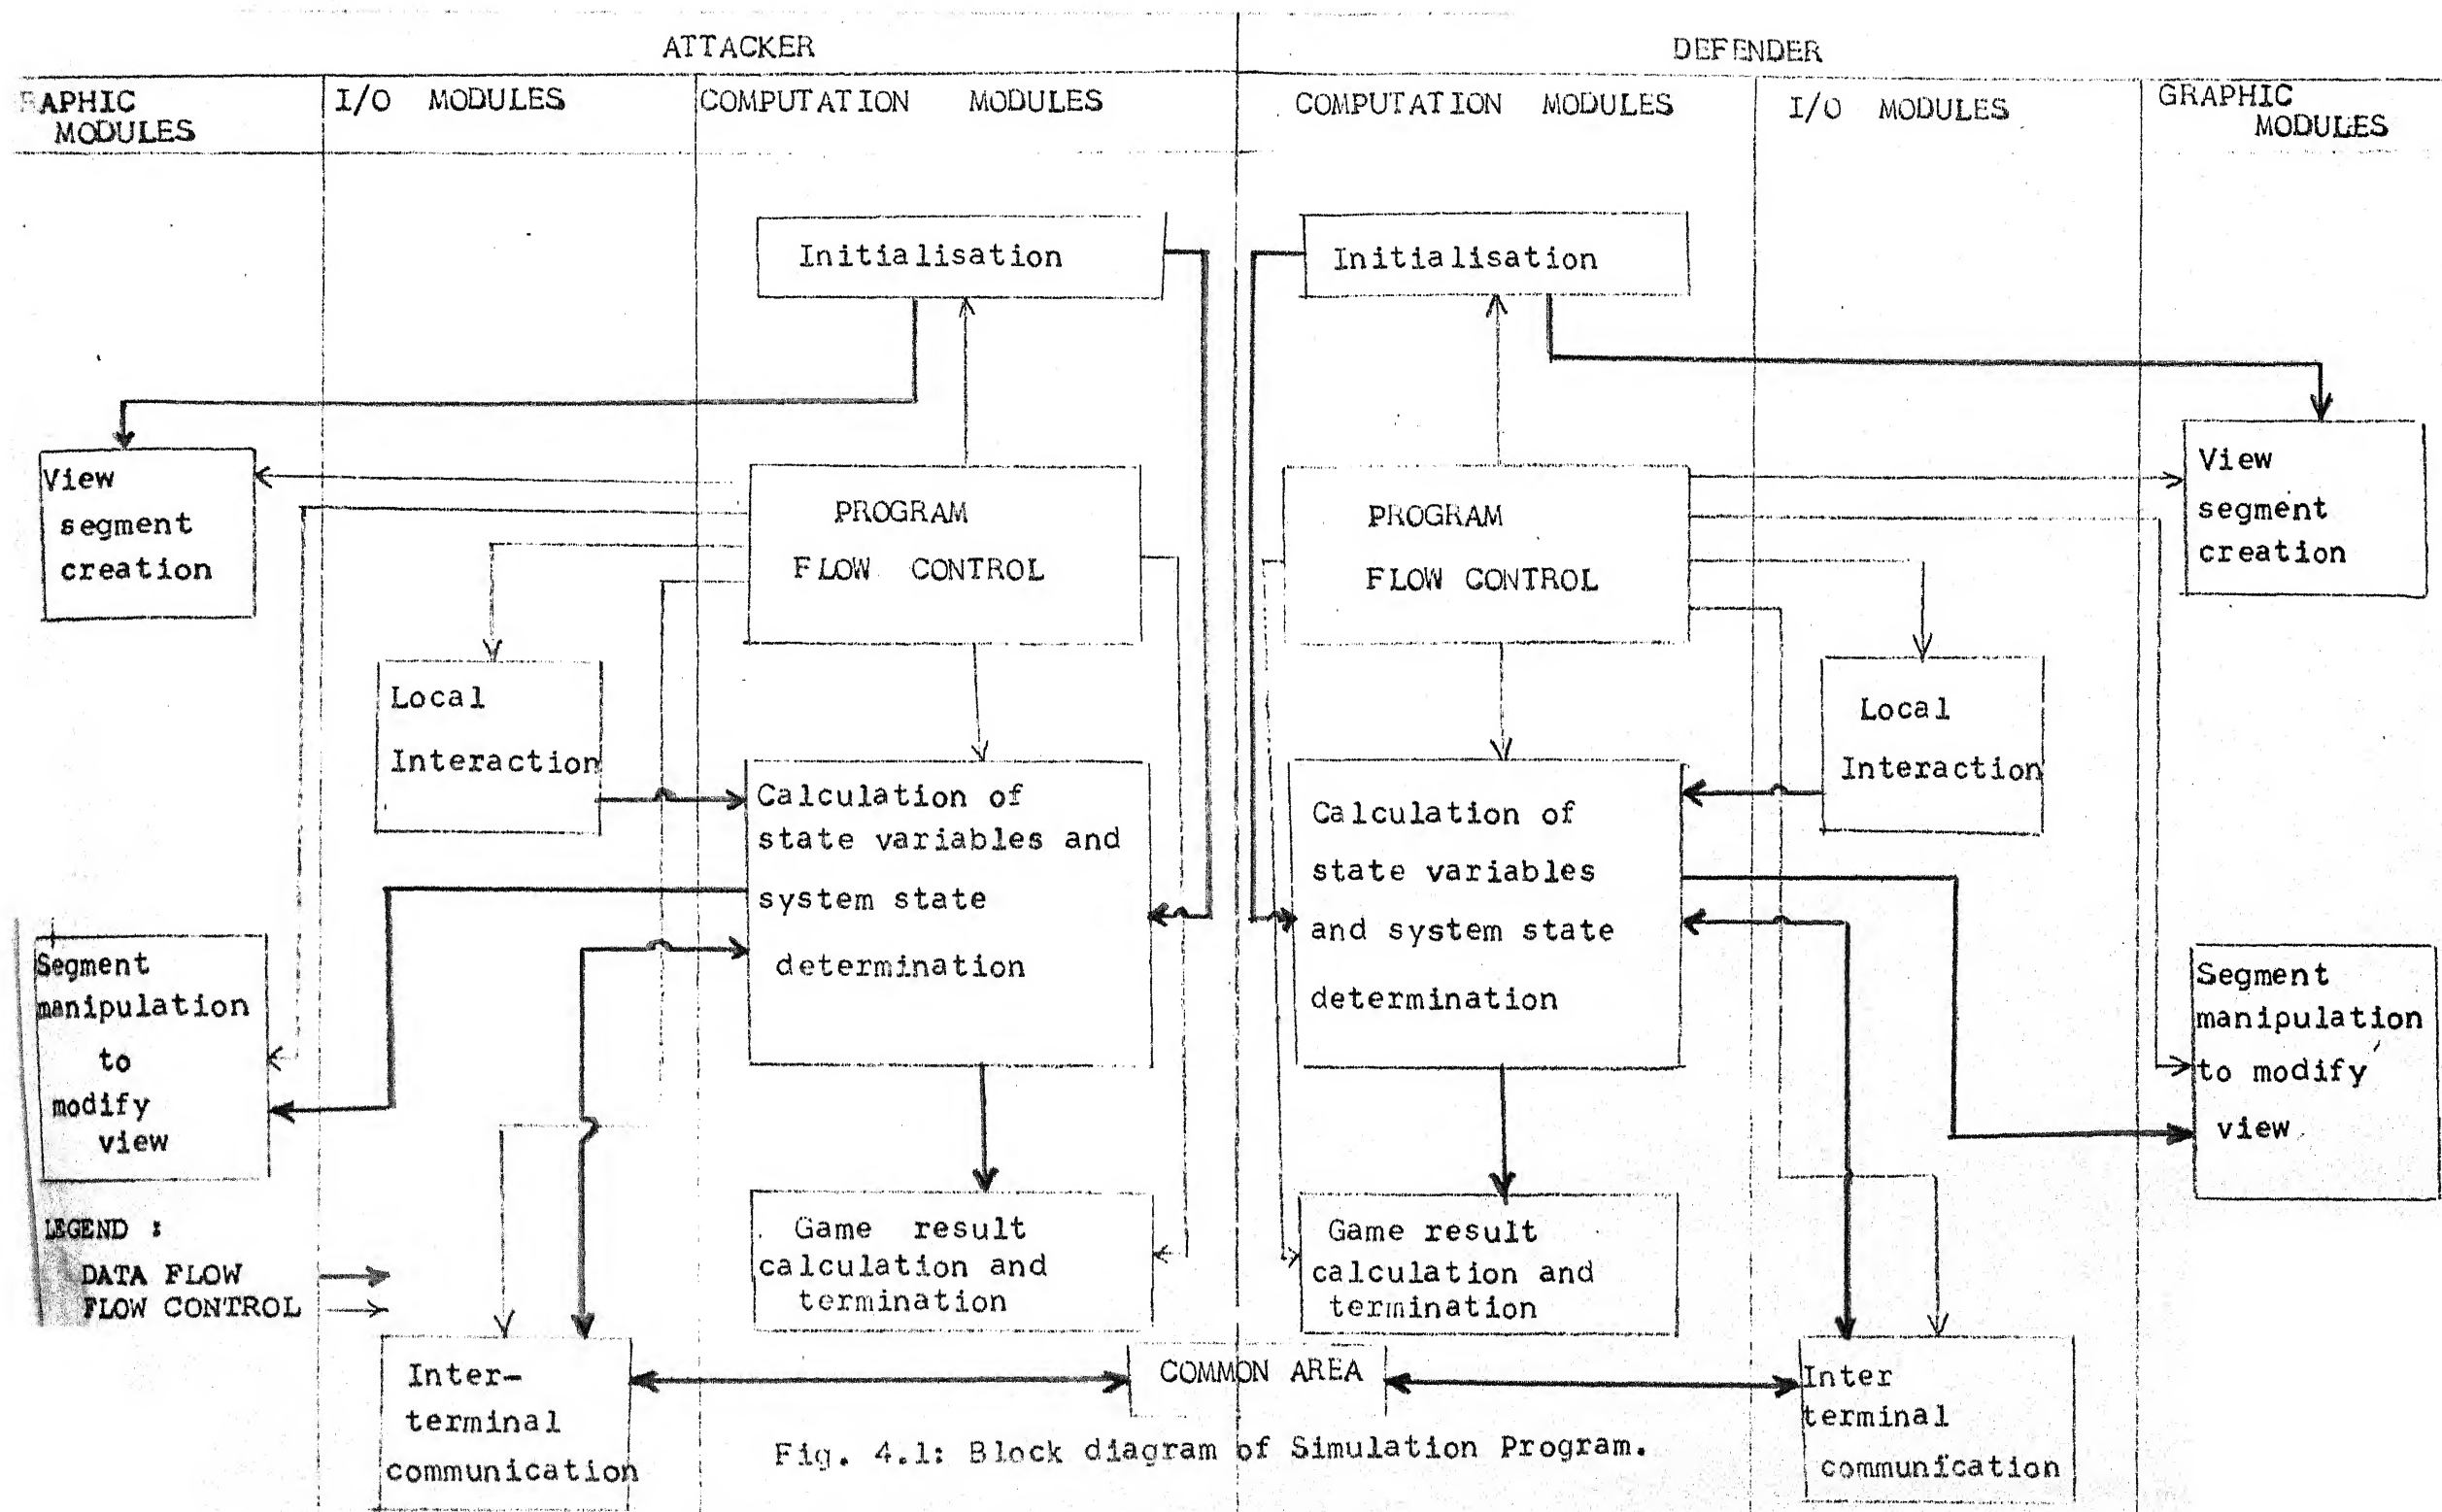 ATTACKER
DEFENDER
RAPHIC
MODULES
I/O MODULES
COMPUTATION MODULES
COMPUTATION MODULES
I/O MODULES
GRAPHIC
MODULES
Initialisation
Initialisation
View
segment
creation
PROGRAM
FLOW CONTROL
PROGRAM
FLOW CONTROL
View
segment
creation
Local
Interaction
Local
Interaction
Calculation of
state variables and
system state
determination
Calculation of
state variables
and system state
determination
Segment
manipulation
to
modify
view
Segment
manipulation
to modify
view
Game result
calculation and
termination
Game result
calculation and
termination
LEGEND :
DATA FLOW
FLOW CONTROL
Inter-
terminal
communication
COMMON AREA
Inter
terminal
communication
Fig. 4.1: Block diagram of Simulation Program.